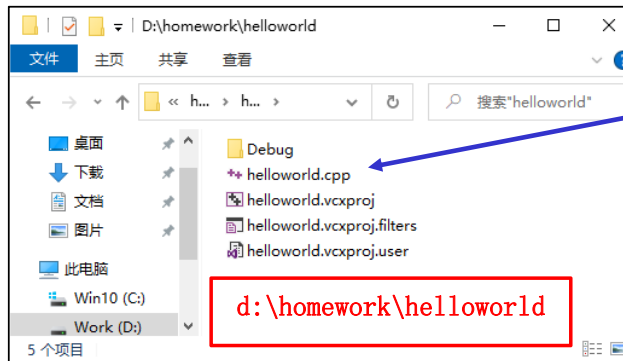 D:\homework\helloworld
文件 主页 共享 查看
« h... › h... › 搜索"helloworld"
桌面
下载
文档
图片
此电脑
Win10 (C:)
Work (D:)
Debug
helloworld.cpp
helloworld.vcxproj
helloworld.vcxproj.filters
helloworld.vcxproj.user
d:\homework\helloworld
5 个项目